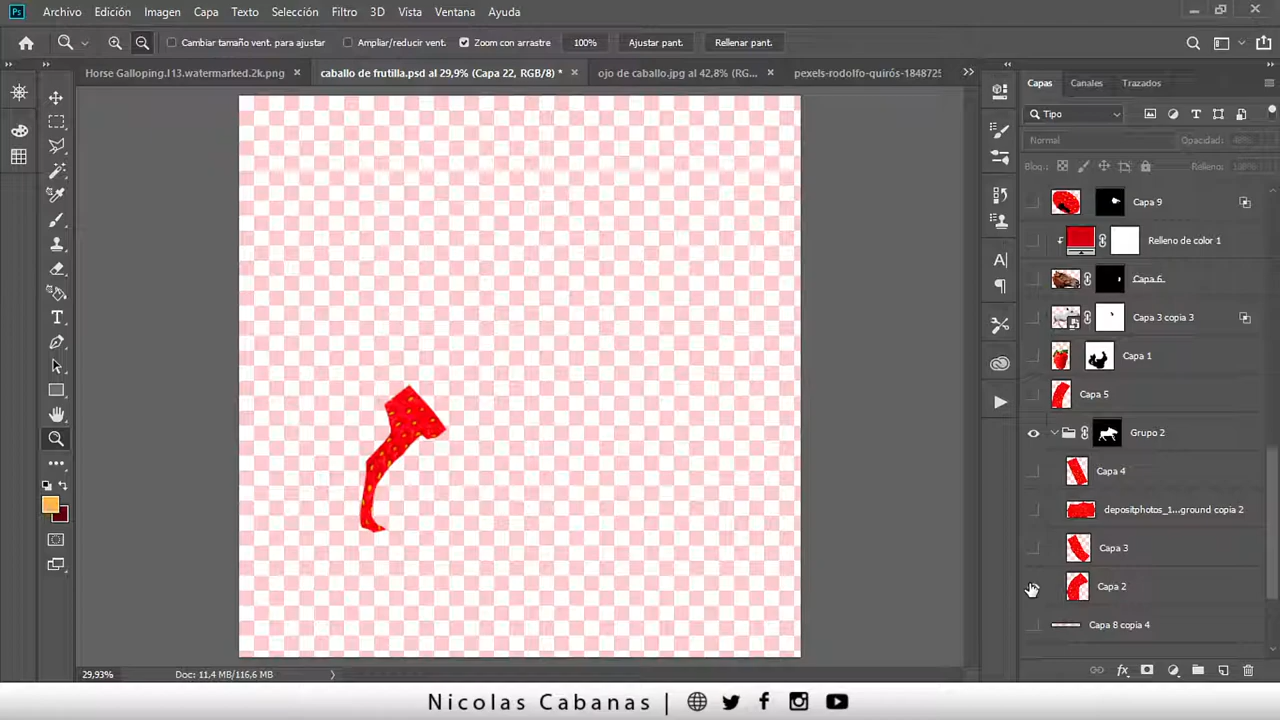 Ps Archivo Edición Imagen Capa Texto Selección Filtro 3D Vista Ventana Ayuda
Cambiar tamaño vent. para ajustar Ampliar/reducir vent. Zoom con arrastre 100% Ajustar pant. Rellenar pant.
Horse Galloping.I13.watermarked.2k.png × caballo de frutilla.psd al 29,9% (Capa 22, RGB/8) * × ojo de caballo.jpg al 42,8% (RG... × pexels-rodolfo-quirós-1848725 »
Capas Canales Trazados
Tipo
Normal Opacidad: 48%
Bloq.: Relleno: 100%
Capa 9
Relleno de color 1
Capa 6
Capa 3 copia 3
Capa 1
Capa 5
Grupo 2
Capa 4
depositphotos_1...ground copia 2
Capa 3
Capa 2
Capa 8 copia 4
29,93% Doc: 11,4 MB/116,6 MB
Nicolas Cabanas |